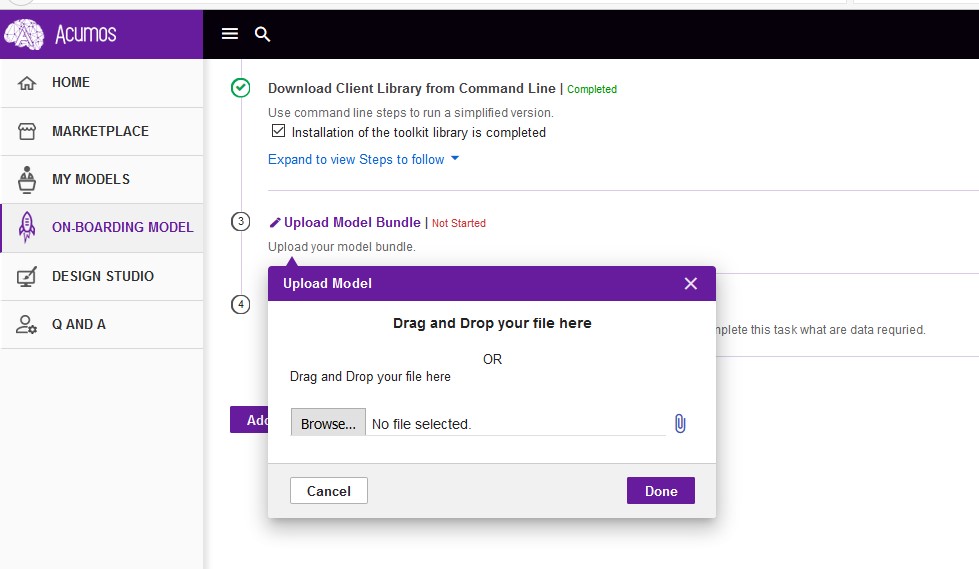 Acumos
HOME
MARKETPLACE
MY MODELS
ON-BOARDING MODEL
DESIGN STUDIO
Q AND A
Download Client Library from Command Line | Completed
Use command line steps to run a simplified version.
Installation of the toolkit library is completed
Expand to view Steps to follow
3
Upload Model Bundle | Not Started
Upload your model bundle.
4
Upload Model
Drag and Drop your file here
OR
Drag and Drop your file here
Browse... No file selected.
Cancel Done
this task what are data requried.